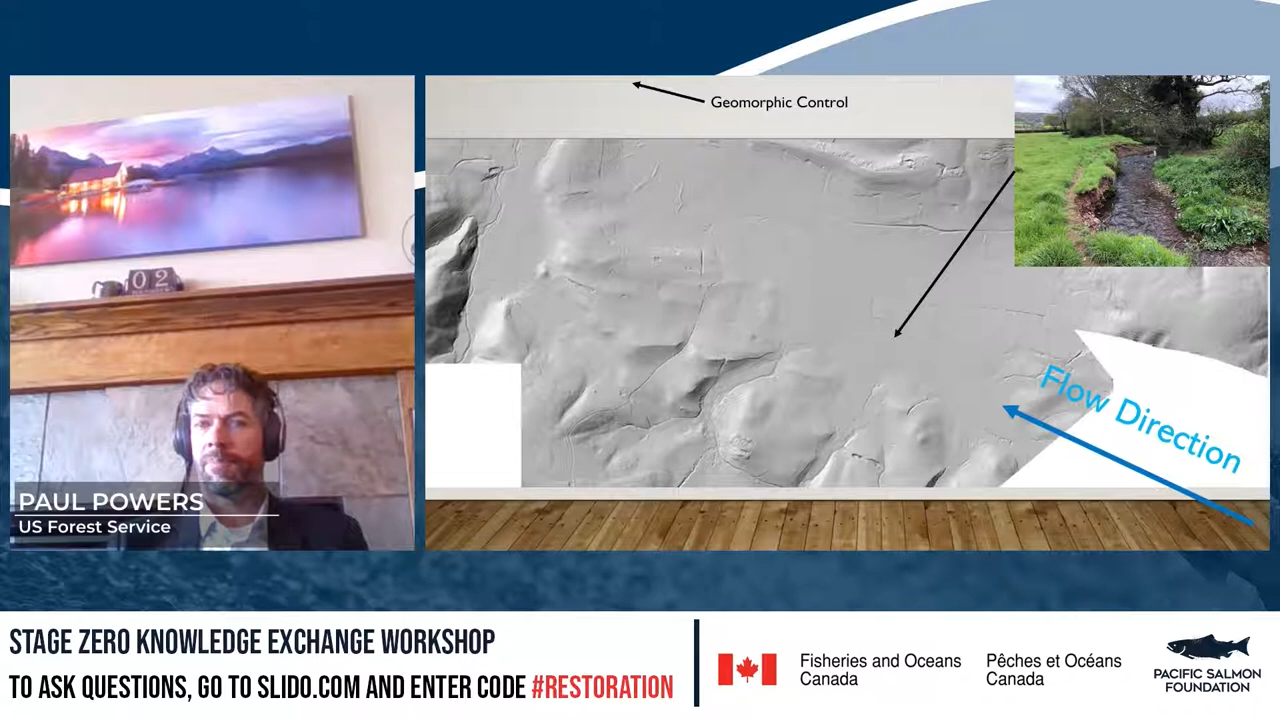 Geomorphic Control
Flow Direction
02
PAUL POWERS
US Forest Service
STAGE ZERO KNOWLEDGE EXCHANGE WORKSHOP
TO ASK QUESTIONS, GO TO SLIDO.COM AND ENTER CODE #RESTORATION
Fisheries and Oceans
Canada
Pêches et Océans
Canada
PACIFIC SALMON
FOUNDATION